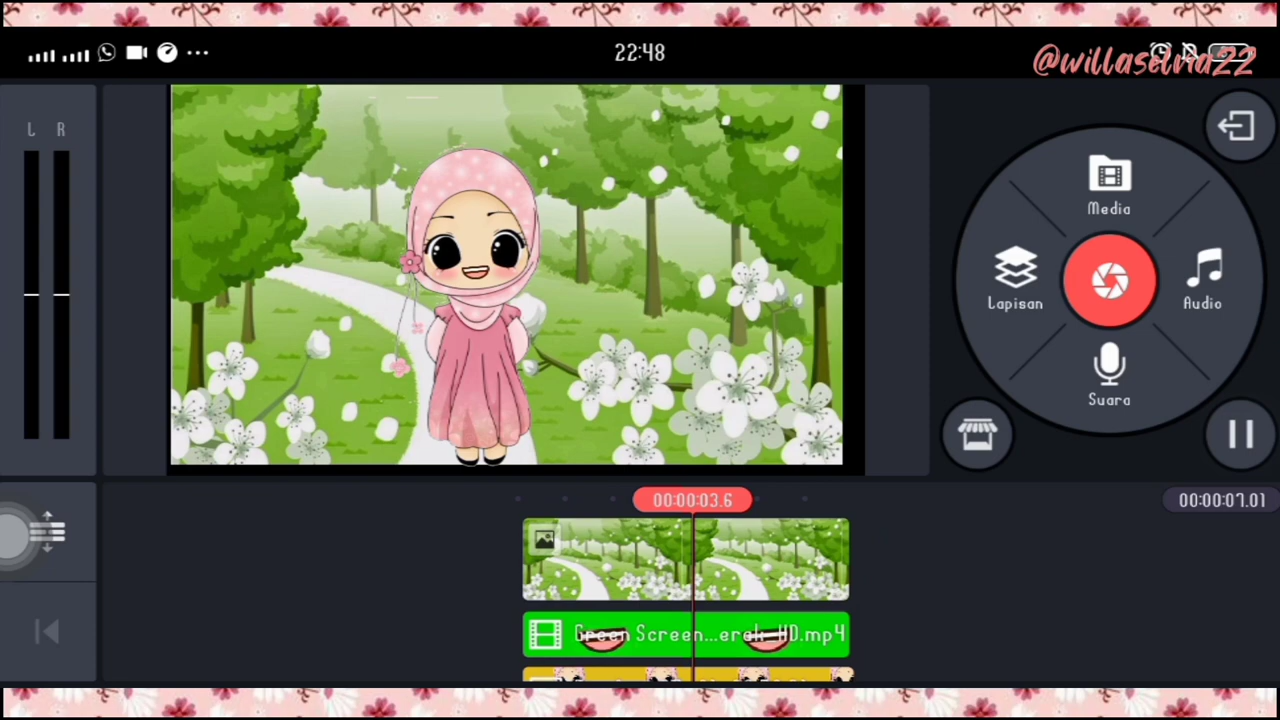 22:48
@willaselvia22
L R
Media
Lapisan
Audio
Suara
00:00:03.6
00:00:07.01
Green Screen...erak HD.mp4